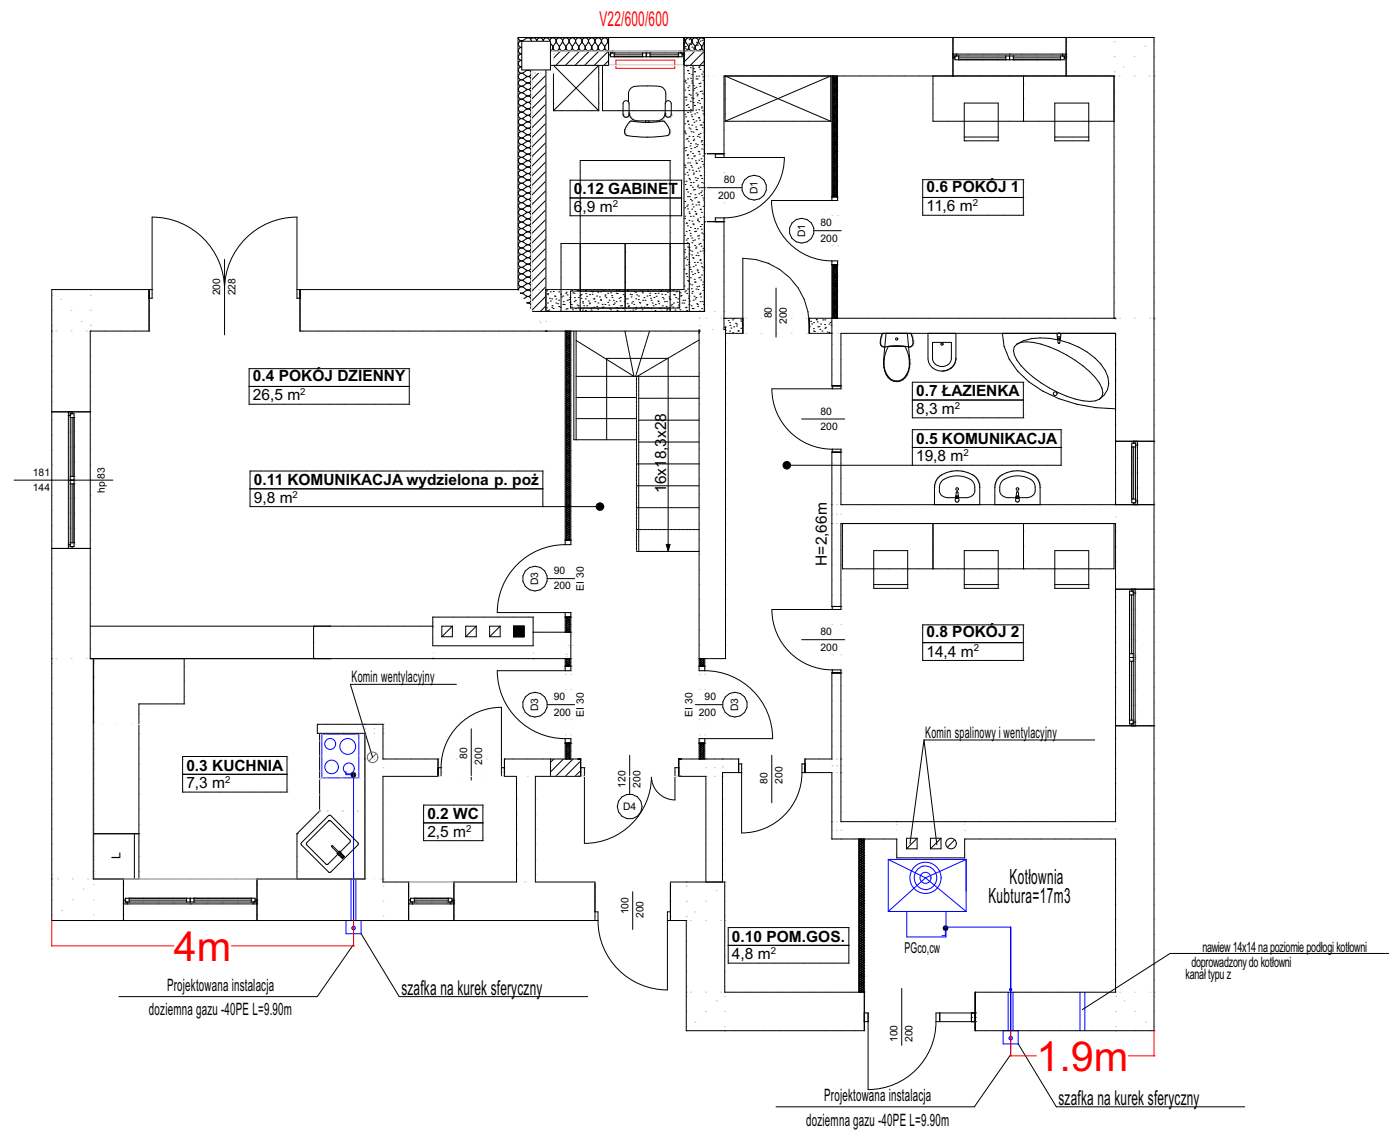 V22/600/600
0.12 GABINET
6,9 m²
80
200
D1
0.6 POKÓJ 1
11,6 m²
D1
80
200
200
228
80
200
0.4 POKÓJ DZIENNY
26,5 m²
0.7 ŁAZIENKA
8,3 m²
80
200
0.5 KOMUNIKACJA
19,8 m²
16x18,3x28
181
144
hp83
0.11 KOMUNIKACJA wydzielona p. poż
9,8 m²
H=2,66m
D3
90
200
EI 30
80
200
0.8 POKÓJ 2
14,4 m²
Komin wentylacyjny
D3
90
200
EI 30
EI 30
90
200
D3
Komin spalinowy i wentylacyjny
80
200
0.3 KUCHNIA
7,3 m²
120
200
D4
80
200
0.2 WC
2,5 m²
L
Kotłownia
Kubtura=17m3
100
200
0.10 POM.GOS.
4,8 m²
PGco,cw
4m
nawiew 14x14 na poziomie podłogi kotłowni
doprowadzony do kotłowni
kanał typu z
Projektowana instalacja
doziemna gazu -40PE L=9.90m
szafka na kurek sferyczny
100
200
1.9m
Projektowana instalacja
doziemna gazu -40PE L=9.90m
szafka na kurek sferyczny